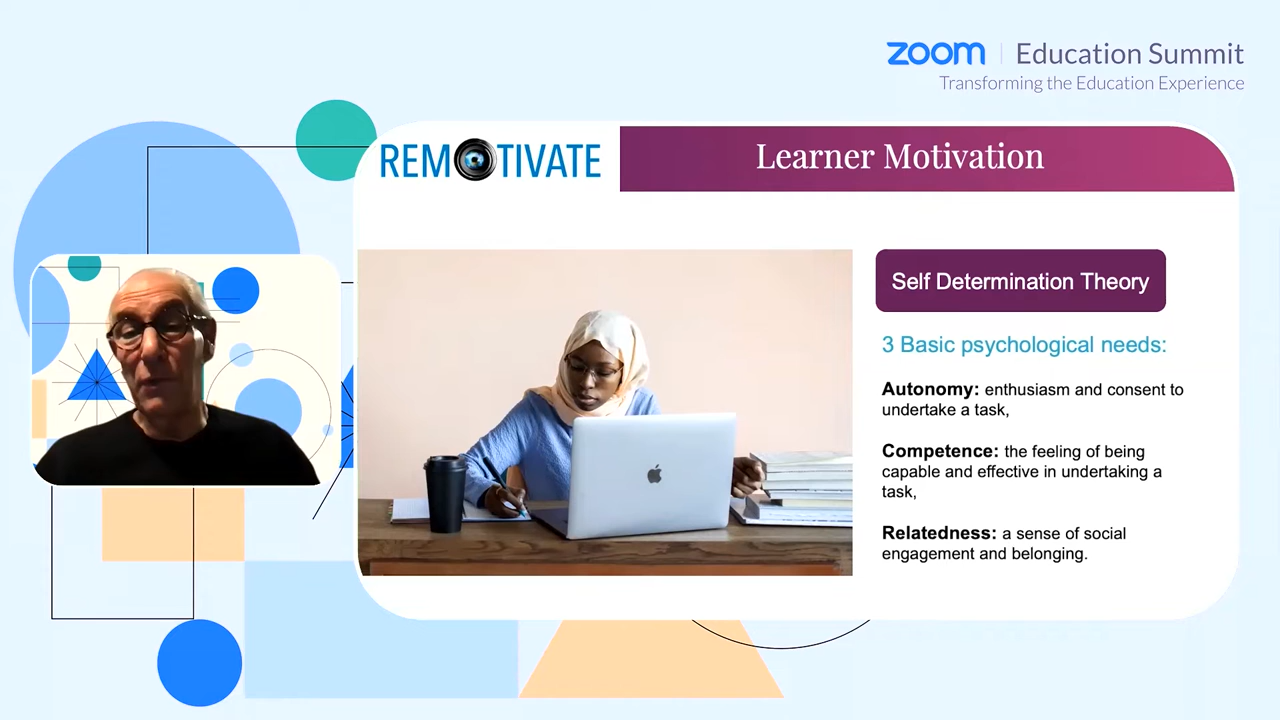 zoom | Education Summit
Transforming the Education Experience
REMOTIVATE
Learner Motivation
Self Determination Theory
3 Basic psychological needs:
Autonomy: enthusiasm and consent to
undertake a task,
Competence: the feeling of being
capable and effective in undertaking a
task,
Relatedness: a sense of social
engagement and belonging.